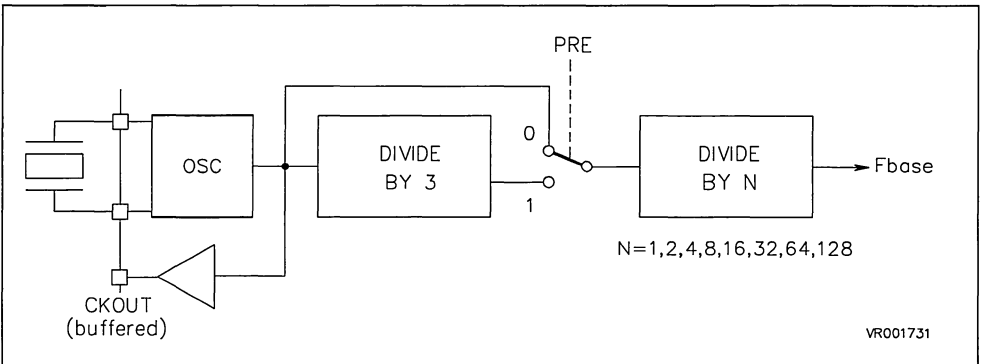 PRE
0
OSC
DIVIDE
BY 3
DIVIDE
BY N
Fbase
1
N=1,2,4,8,16,32,64,128
CKOUT
(buffered)
VR001731